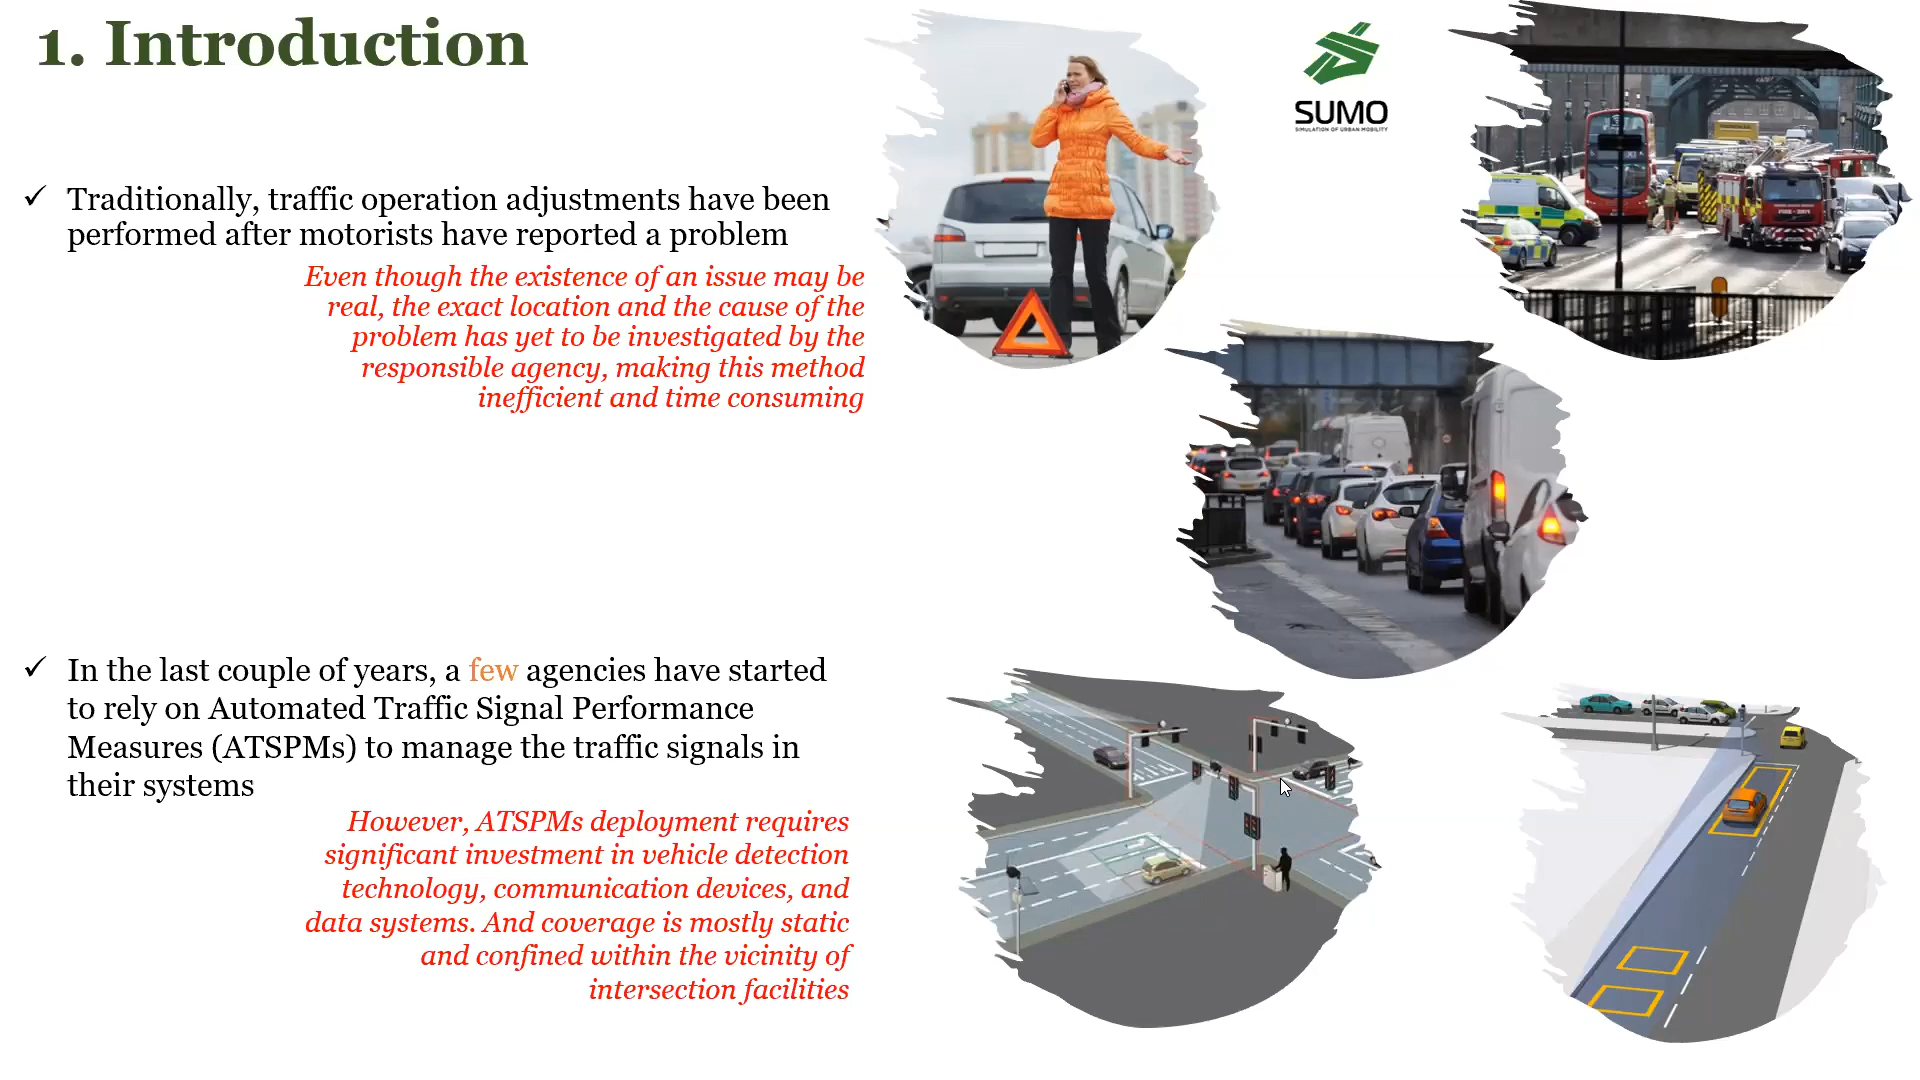 1. Introduction
SUMO
SIMULATION OF URBAN MOBILITY
✓ Traditionally, traffic operation adjustments have been
performed after motorists have reported a problem
Even though the existence of an issue may be
real, the exact location and the cause of the
problem has yet to be investigated by the
responsible agency, making this method
inefficient and time consuming
✓ In the last couple of years, a few agencies have started
to rely on Automated Traffic Signal Performance
Measures (ATSPMs) to manage the traffic signals in
their systems
However, ATSPMs deployment requires
significant investment in vehicle detection
technology, communication devices, and
data systems. And coverage is mostly static
and confined within the vicinity of
intersection facilities